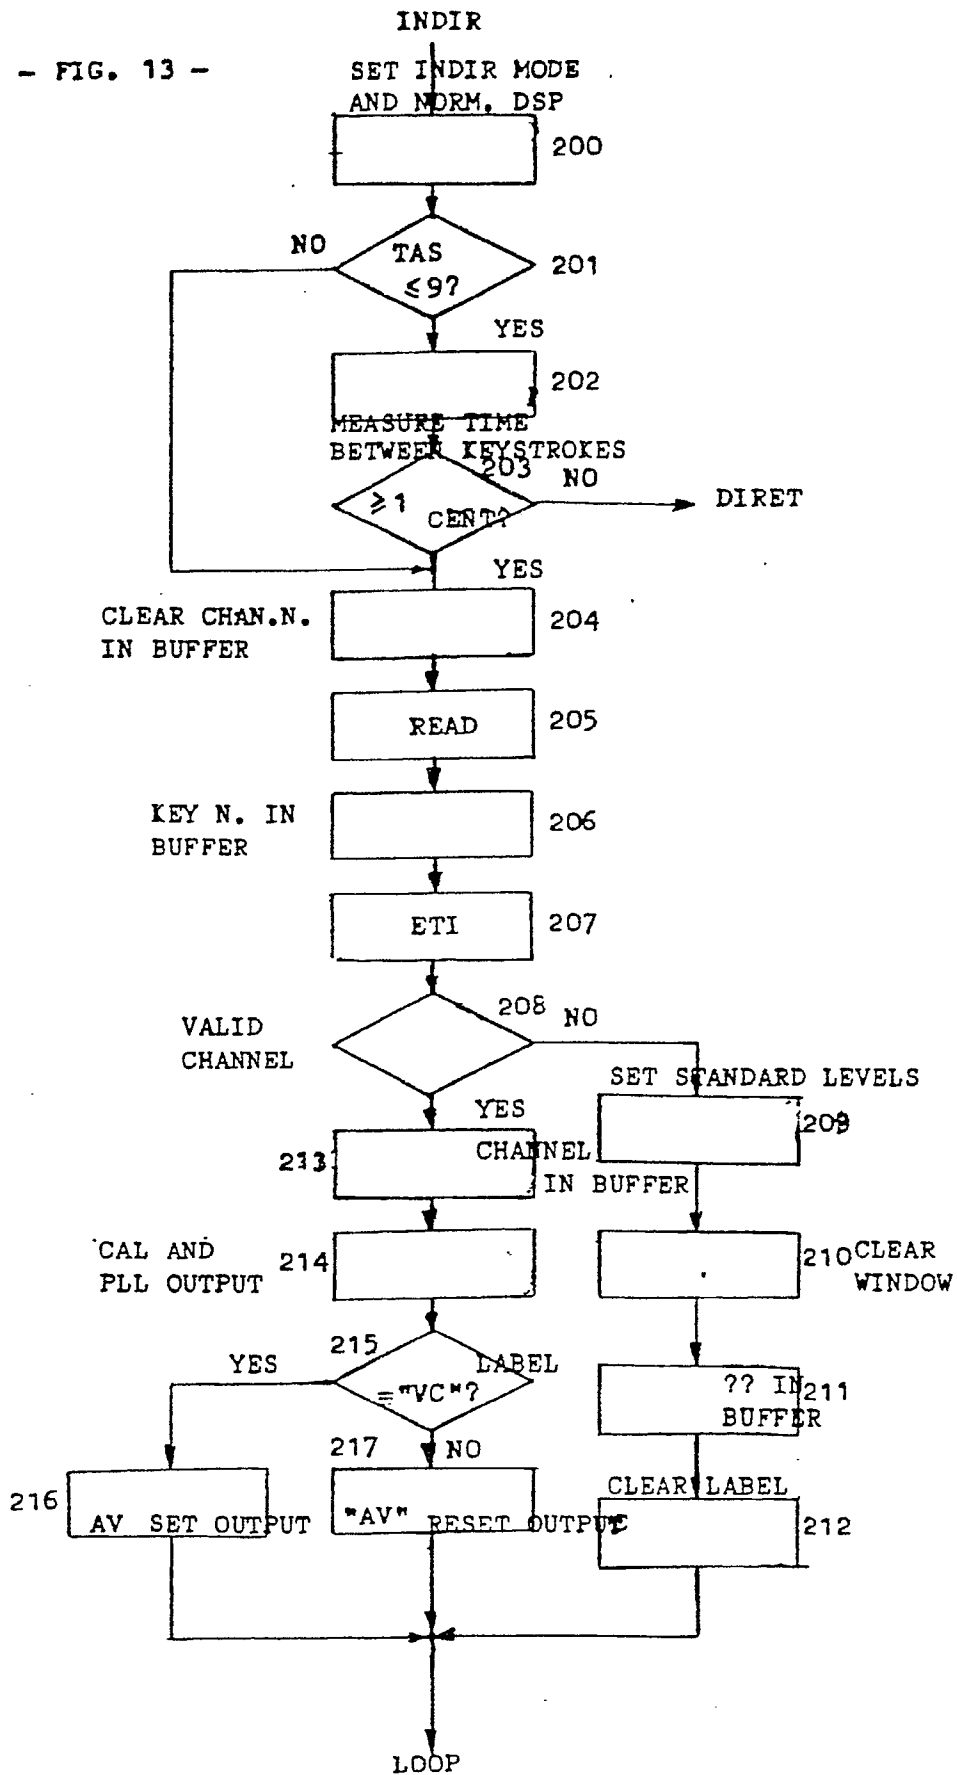 INDIR
- FIG. 13 -
SET INDIR MODE
AND NORM. DSP
200
NO
TAS
≤9?
201
YES
202
MEASURE TIME
BETWEEN KEYSTROKES
203
NO
≥1
CENT?
DIRET
YES
CLEAR CHAN.N.
IN BUFFER
204
READ
205
KEY N. IN
BUFFER
206
ETI
207
208
NO
VALID
CHANNEL
SET STANDARD LEVELS
YES
209
213
CHANNEL
IN BUFFER
CAL AND
PLL OUTPUT
214
210
CLEAR
WINDOW
215
YES
LABEL
="VC"?
?? IN
BUFFER
211
217
NO
CLEAR LABEL
216
AV SET OUTPUT
"AV" RESET OUTPUT
212
LOOP